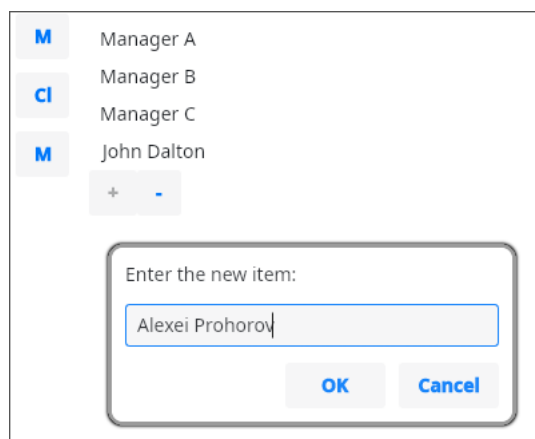 M
Manager A
Manager B
Cl
Manager C
M
John Dalton
+ -
Enter the new item:
Alexei Prohorov
OK Cancel